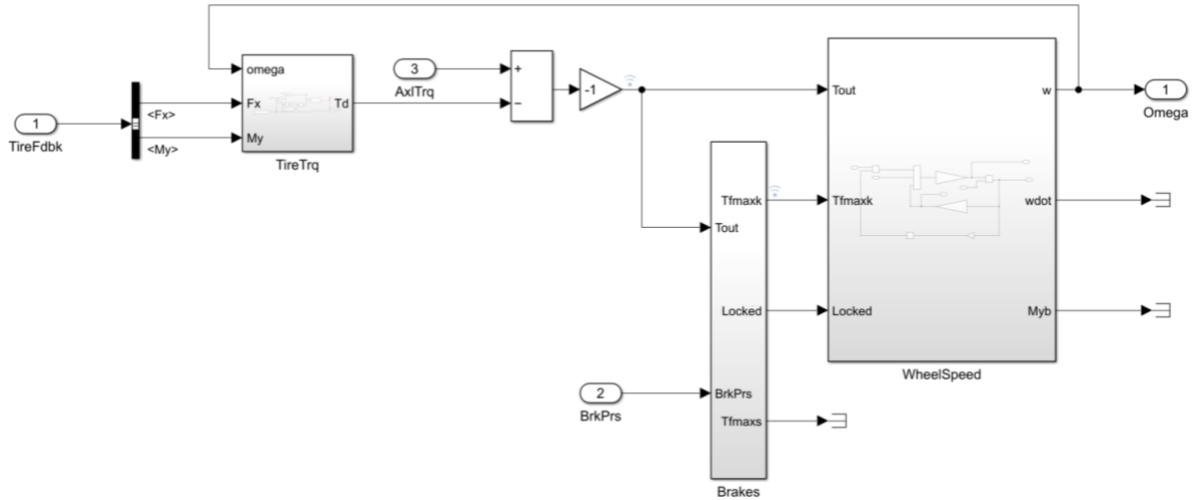 omega
Fx
My
Td
TireTrq
1
TireFdbk
<Fx>
<My>
3
AxlTrq
+
−
-1
Tout
Tfmaxk
Locked
w
wdot
Myb
WheelSpeed
1
Omega
Tfmaxk
Tout
Locked
BrkPrs
Tfmaxs
Brakes
2
BrkPrs